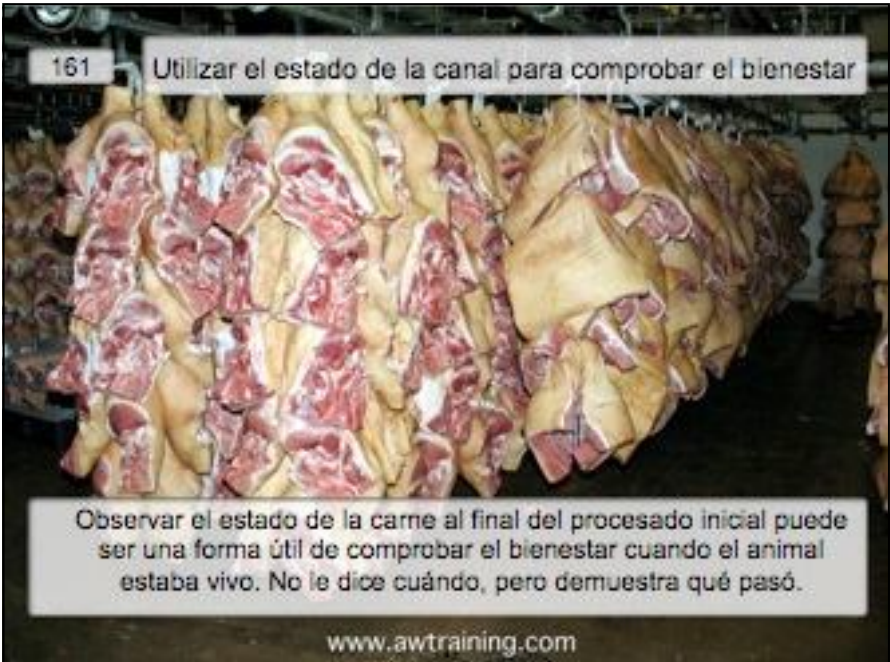 161
Utilizar el estado de la canal para comprobar el bienestar
Observar el estado de la carne al final del procesado inicial puede
ser una forma útil de comprobar el bienestar cuando el animal
estaba vivo. No le dice cuándo, pero demuestra qué pasó.
www.awtraining.com